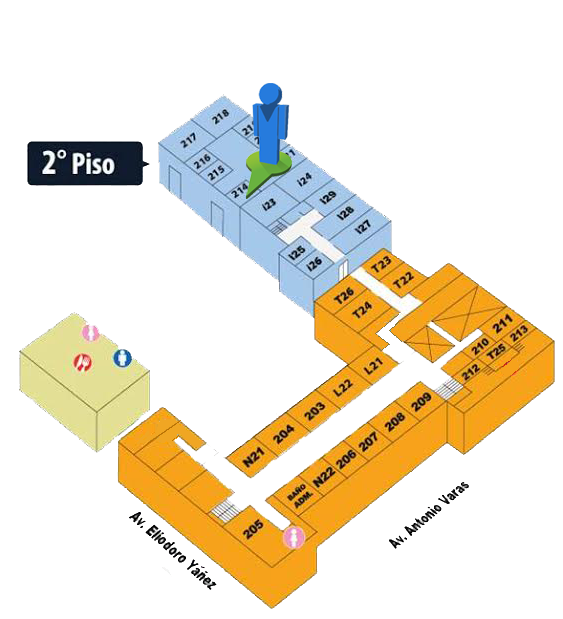 218
217
216
215
214
2° Piso
I24
I23
I29
I28
I27
I25
I26
T23
T22
T26
T24
211
213
210
T25
212
L21
L22
203
204
N21
209
208
207
206
N22
BAÑO
ADM.
205
Av. Eliodoro Yáñez
Av. Antonio Varas